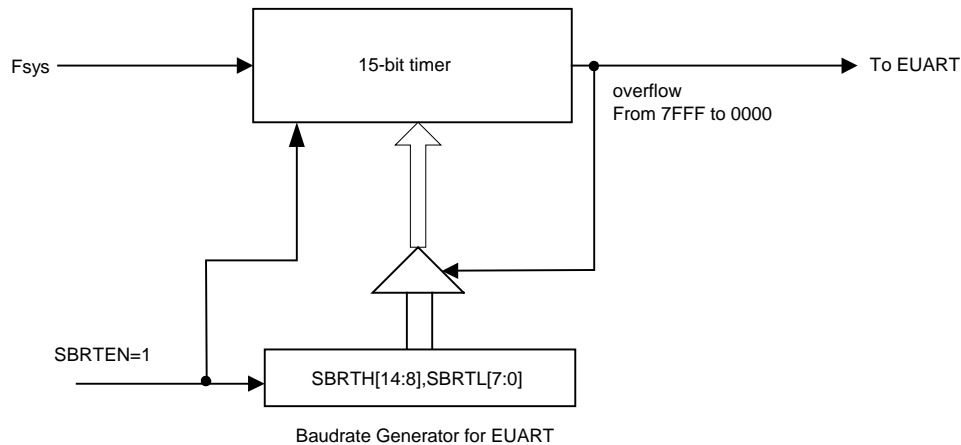 15-bit timer
Fsys
To EUART
overflow
From 7FFF to 0000
SBRTEN=1
SBRTH[14:8],SBRTL[7:0]
Baudrate Generator for EUART